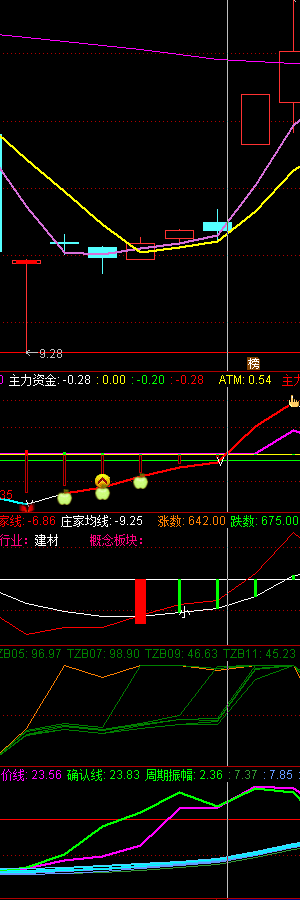 9.28
榜
0 主力资金: -0.28 : 0.00 : -0.20 : -0.28 ATM: 0.54 主力
35
家线: -6.86 庄家均线: -9.25 涨数: 642.00 跌数: 675.00
行业: 建材 概念板块:
ZB05: 96.97 TZB07: 98.90 TZB09: 46.63 TZB11: 45.23
价线: 23.56 确认线: 23.83 周期振幅: 2.36 : 7.37 : 7.85 :